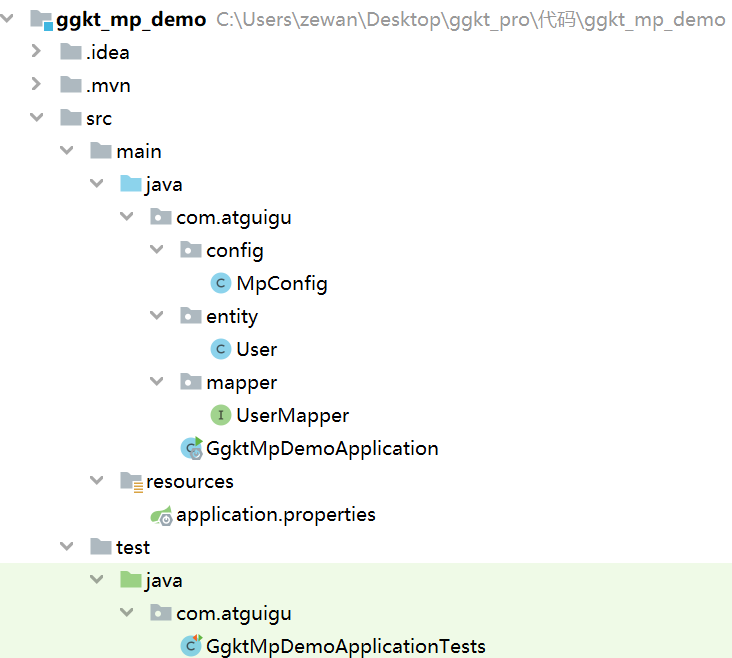 ggkt_mp_demo C:\Users\zewan\Desktop\ggkt_pro\代码\ggkt_mp_demo
.idea
.mvn
src
main
java
com.atguigu
config
C MpConfig
entity
C User
mapper
I UserMapper
GgktMpDemoApplication
resources
application.properties
test
java
com.atguigu
C GgktMpDemoApplicationTests